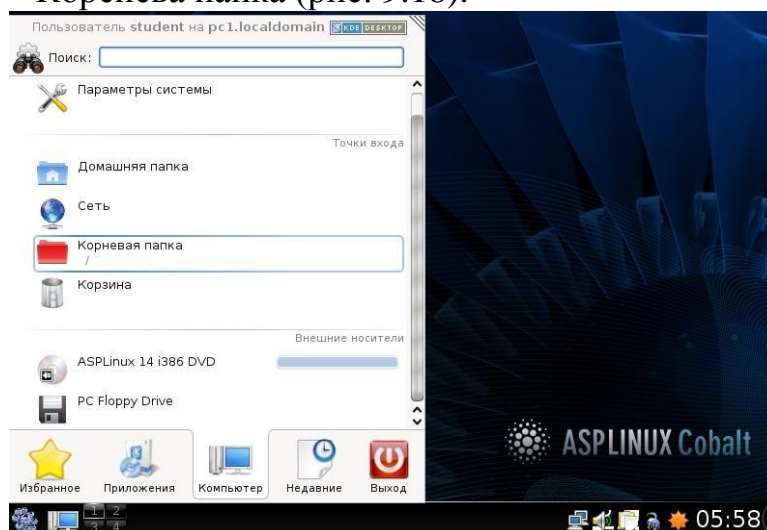 Коренева папка (рис. 9.18).
Пользователь student на pc1.localdomain KDE DESKTOP
Поиск:
Параметры системы
Точки входа
Домашняя папка
Сеть
Корневая папка
/
Корзина
Внешние носители
ASPLinux 14 i386 DVD
PC Floppy Drive
Избранное Приложения Компьютер Недавние Выход
ASPLINUX Cobalt
1 2
3 4
05:58